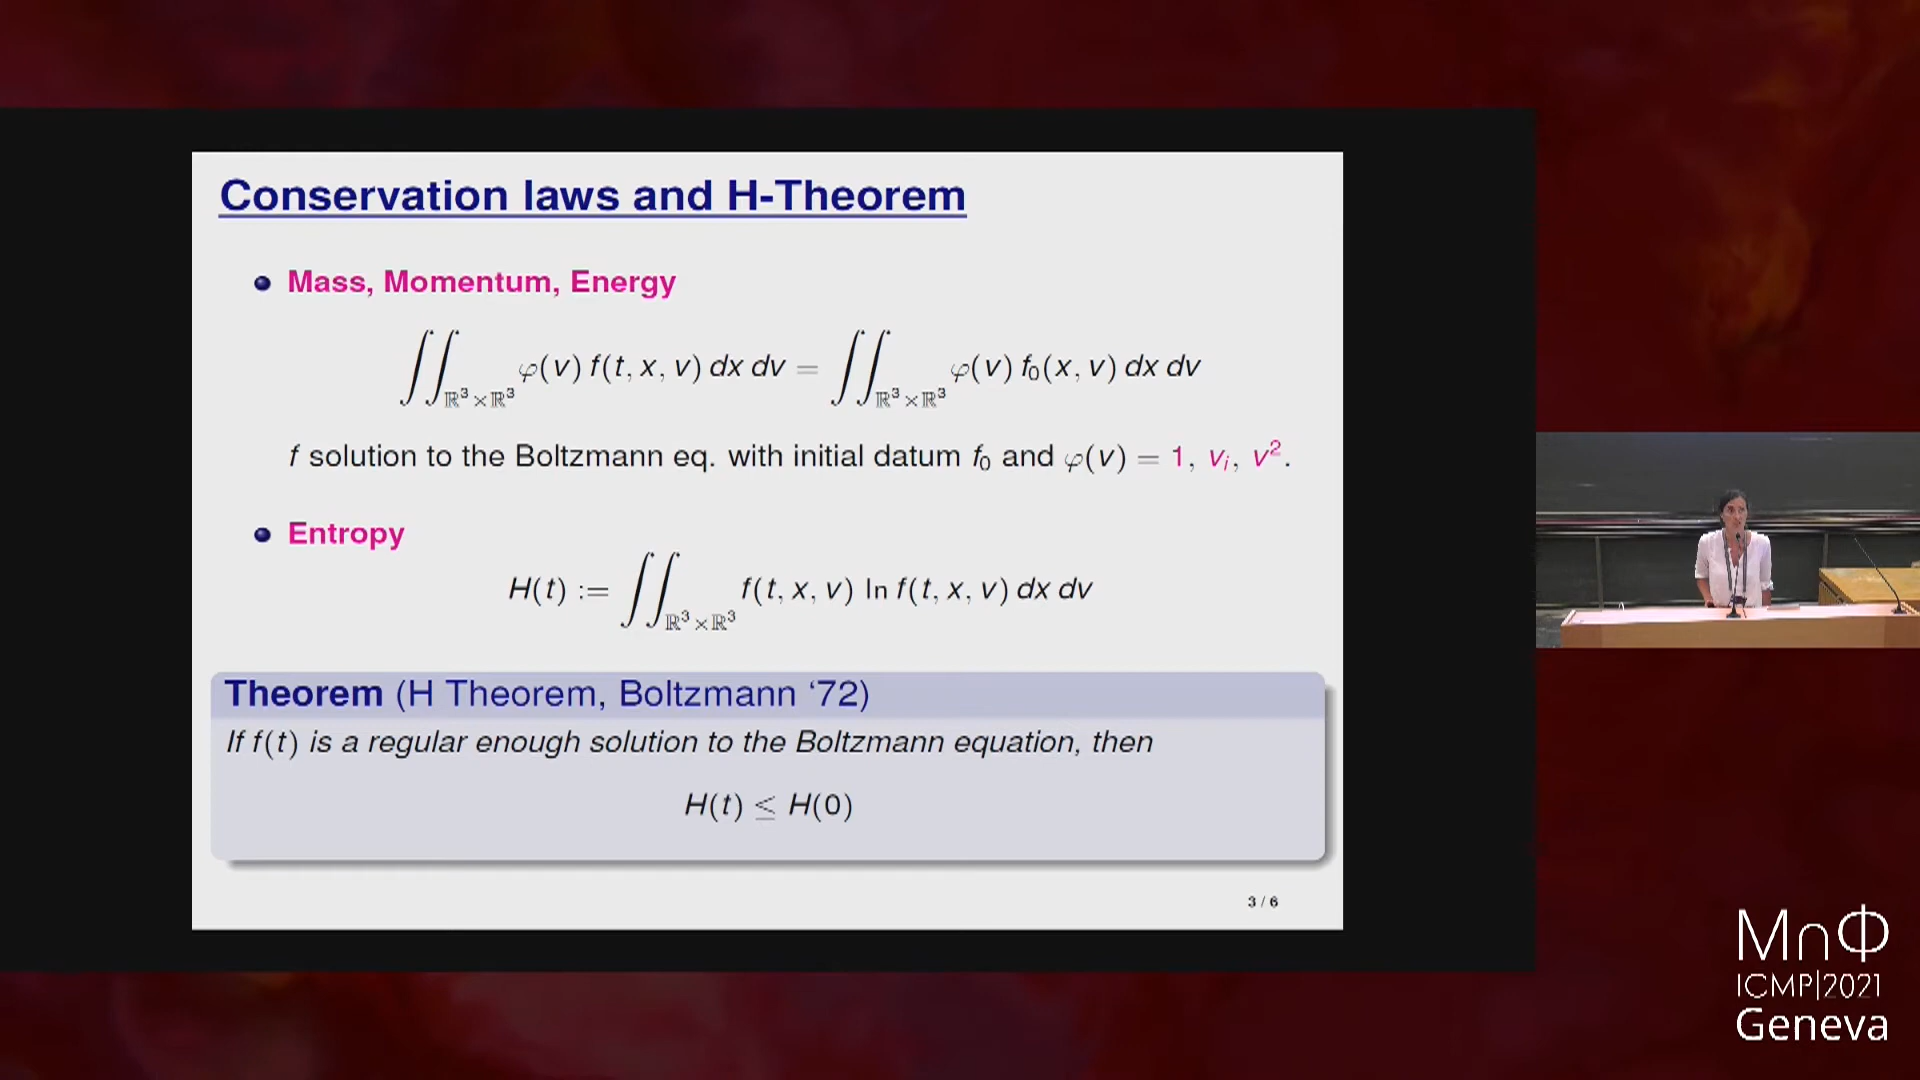 Conservation laws and H-Theorem
Mass, Momentum, Energy
∬_{ℝ³×ℝ³} φ(v) f(t, x, v) dx dv = ∬_{ℝ³×ℝ³} φ(v) f₀(x, v) dx dv
f solution to the Boltzmann eq. with initial datum f₀ and φ(v) = 1, vᵢ, v².
Entropy
H(t) := ∬_{ℝ³×ℝ³} f(t, x, v) ln f(t, x, v) dx dv
Theorem (H Theorem, Boltzmann ‘72)
If f(t) is a regular enough solution to the Boltzmann equation, then
H(t) ≤ H(0)
3 / 6
M∩Φ
ICMP|2021
Geneva